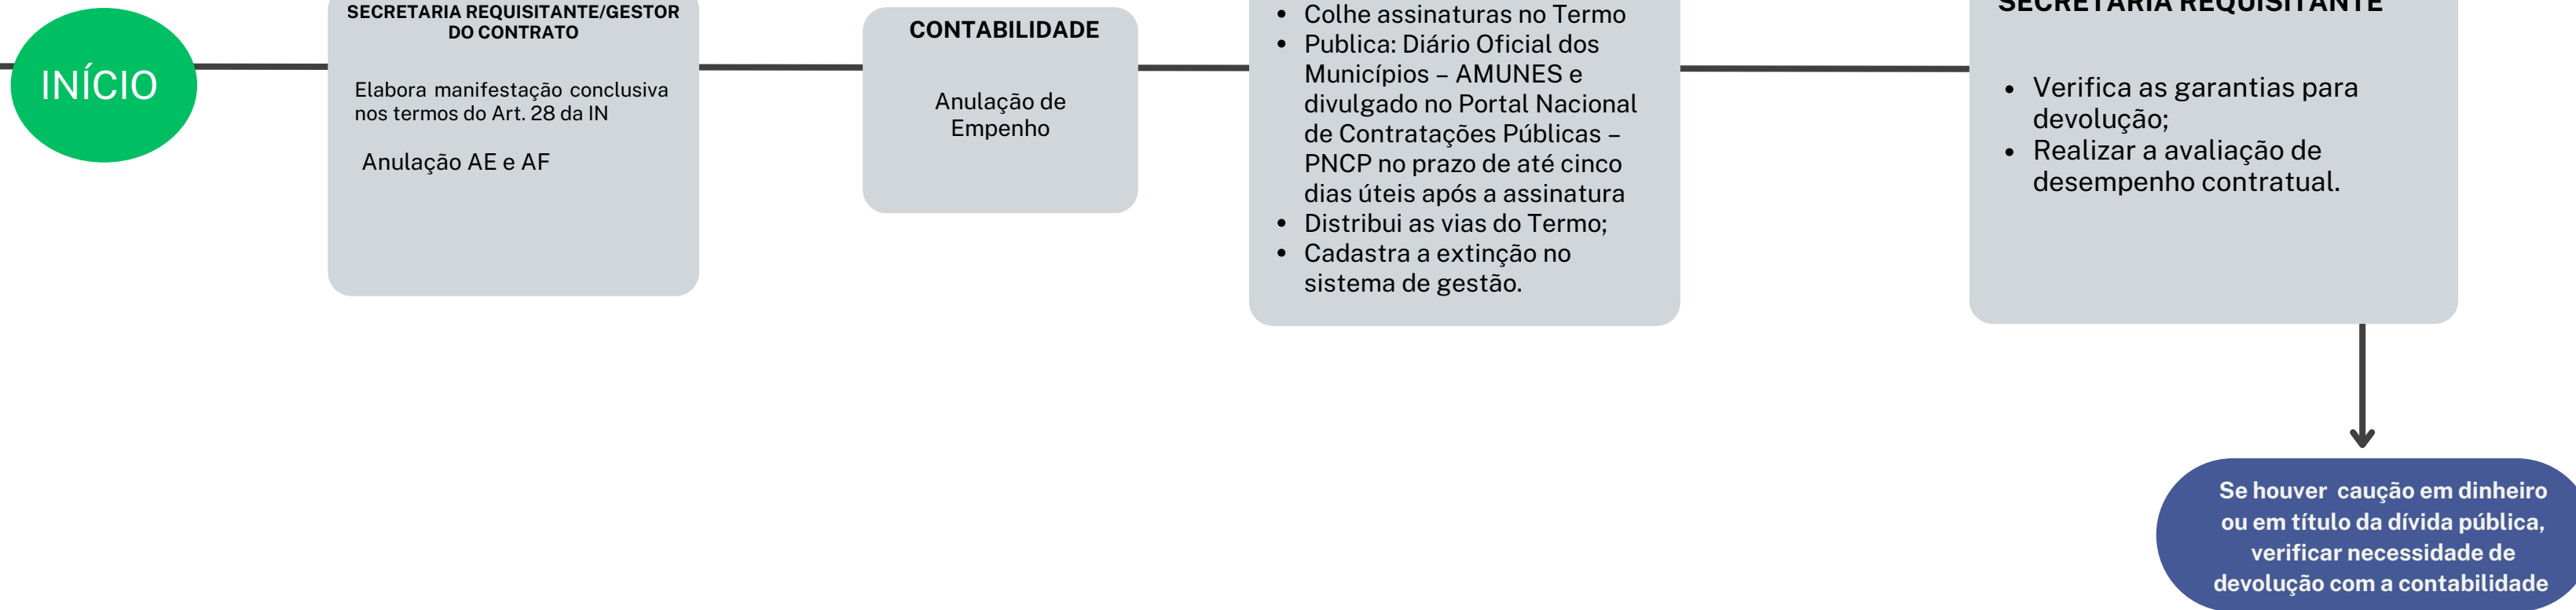 INÍCIO
SECRETARIA REQUISITANTE/GESTOR
DO CONTRATO
Elabora manifestação conclusiva
nos termos do Art. 28 da IN
Anulação AE e AF
CONTABILIDADE
Anulação de
Empenho
• Colhe assinaturas no Termo
• Publica: Diário Oficial dos
Municípios – AMUNES e
divulgado no Portal Nacional
de Contratações Públicas –
PNCP no prazo de até cinco
dias úteis após a assinatura
• Distribui as vias do Termo;
• Cadastra a extinção no
sistema de gestão.
SECRETARIA REQUISITANTE
• Verifica as garantias para
devolução;
• Realizar a avaliação de
desempenho contratual.
Se houver caução em dinheiro
ou em título da dívida pública,
verificar necessidade de
devolução com a contabilidade